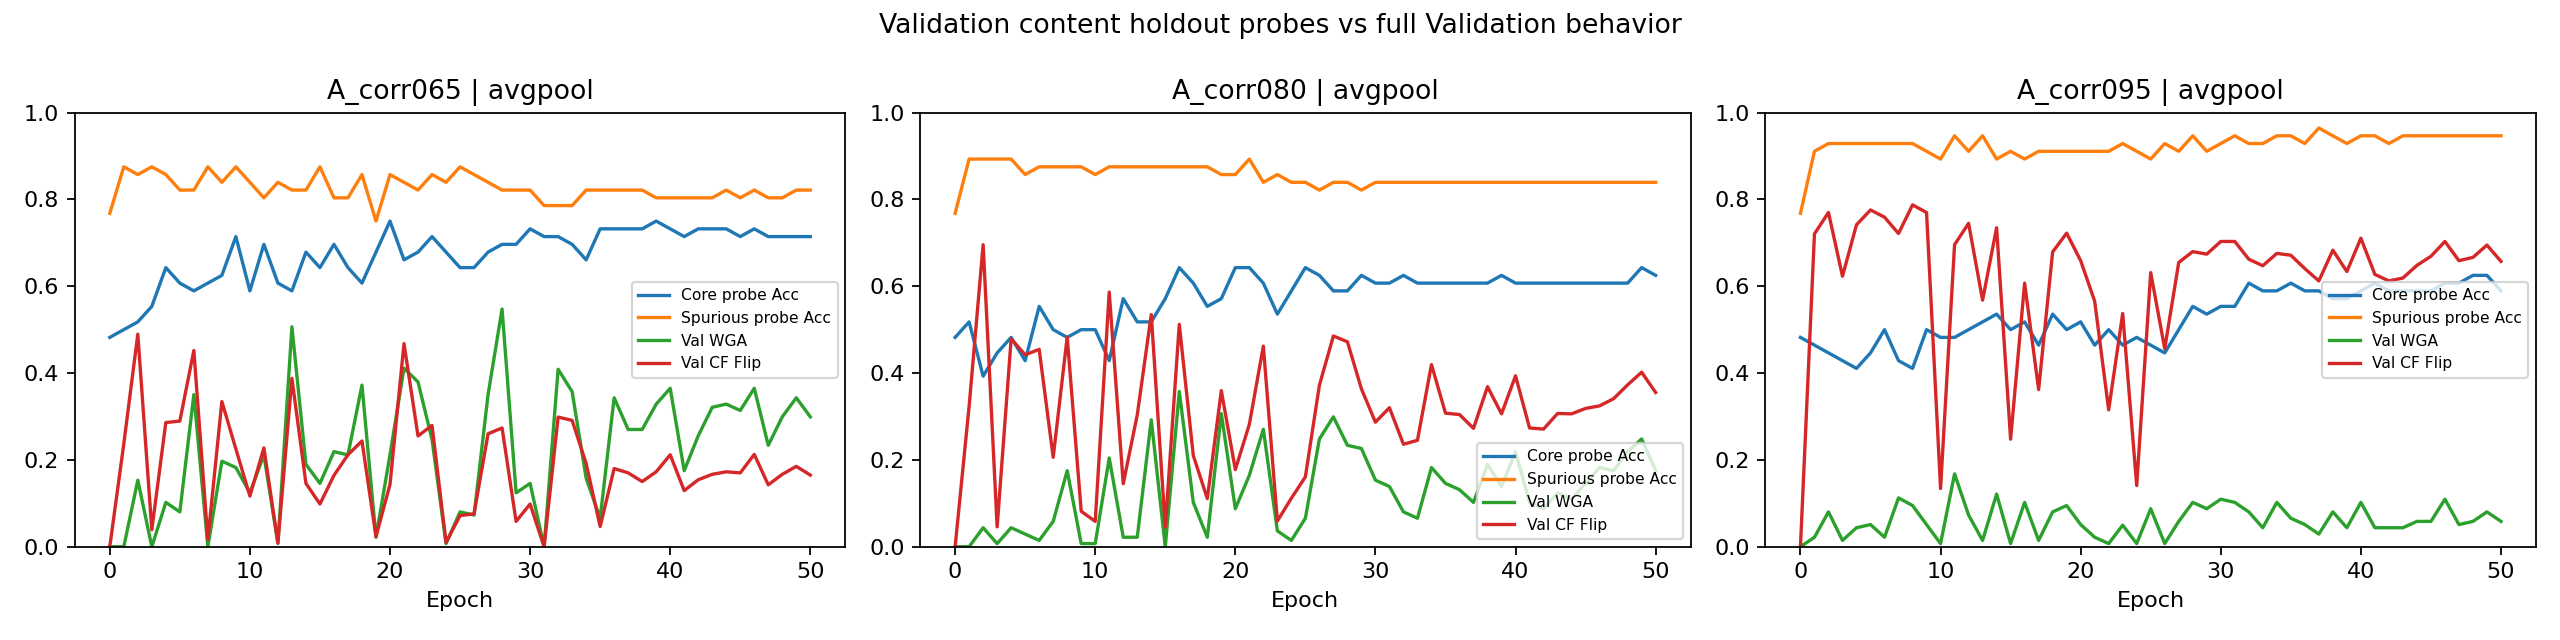 Validation content holdout probes vs full Validation behavior
A_corr065 | avgpool
1.0
0.8
0.6
0.4
0.2
0.0
0 10 20 30 40 50
Epoch
Core probe Acc
Spurious probe Acc
Val WGA
Val CF Flip
A_corr080 | avgpool
1.0
0.8
0.6
0.4
0.2
0.0
0 10 20 30 40 50
Epoch
Core probe Acc
Spurious probe Acc
Val WGA
Val CF Flip
A_corr095 | avgpool
1.0
0.8
0.6
0.4
0.2
0.0
0 10 20 30 40 50
Epoch
Core probe Acc
Spurious probe Acc
Val WGA
Val CF Flip